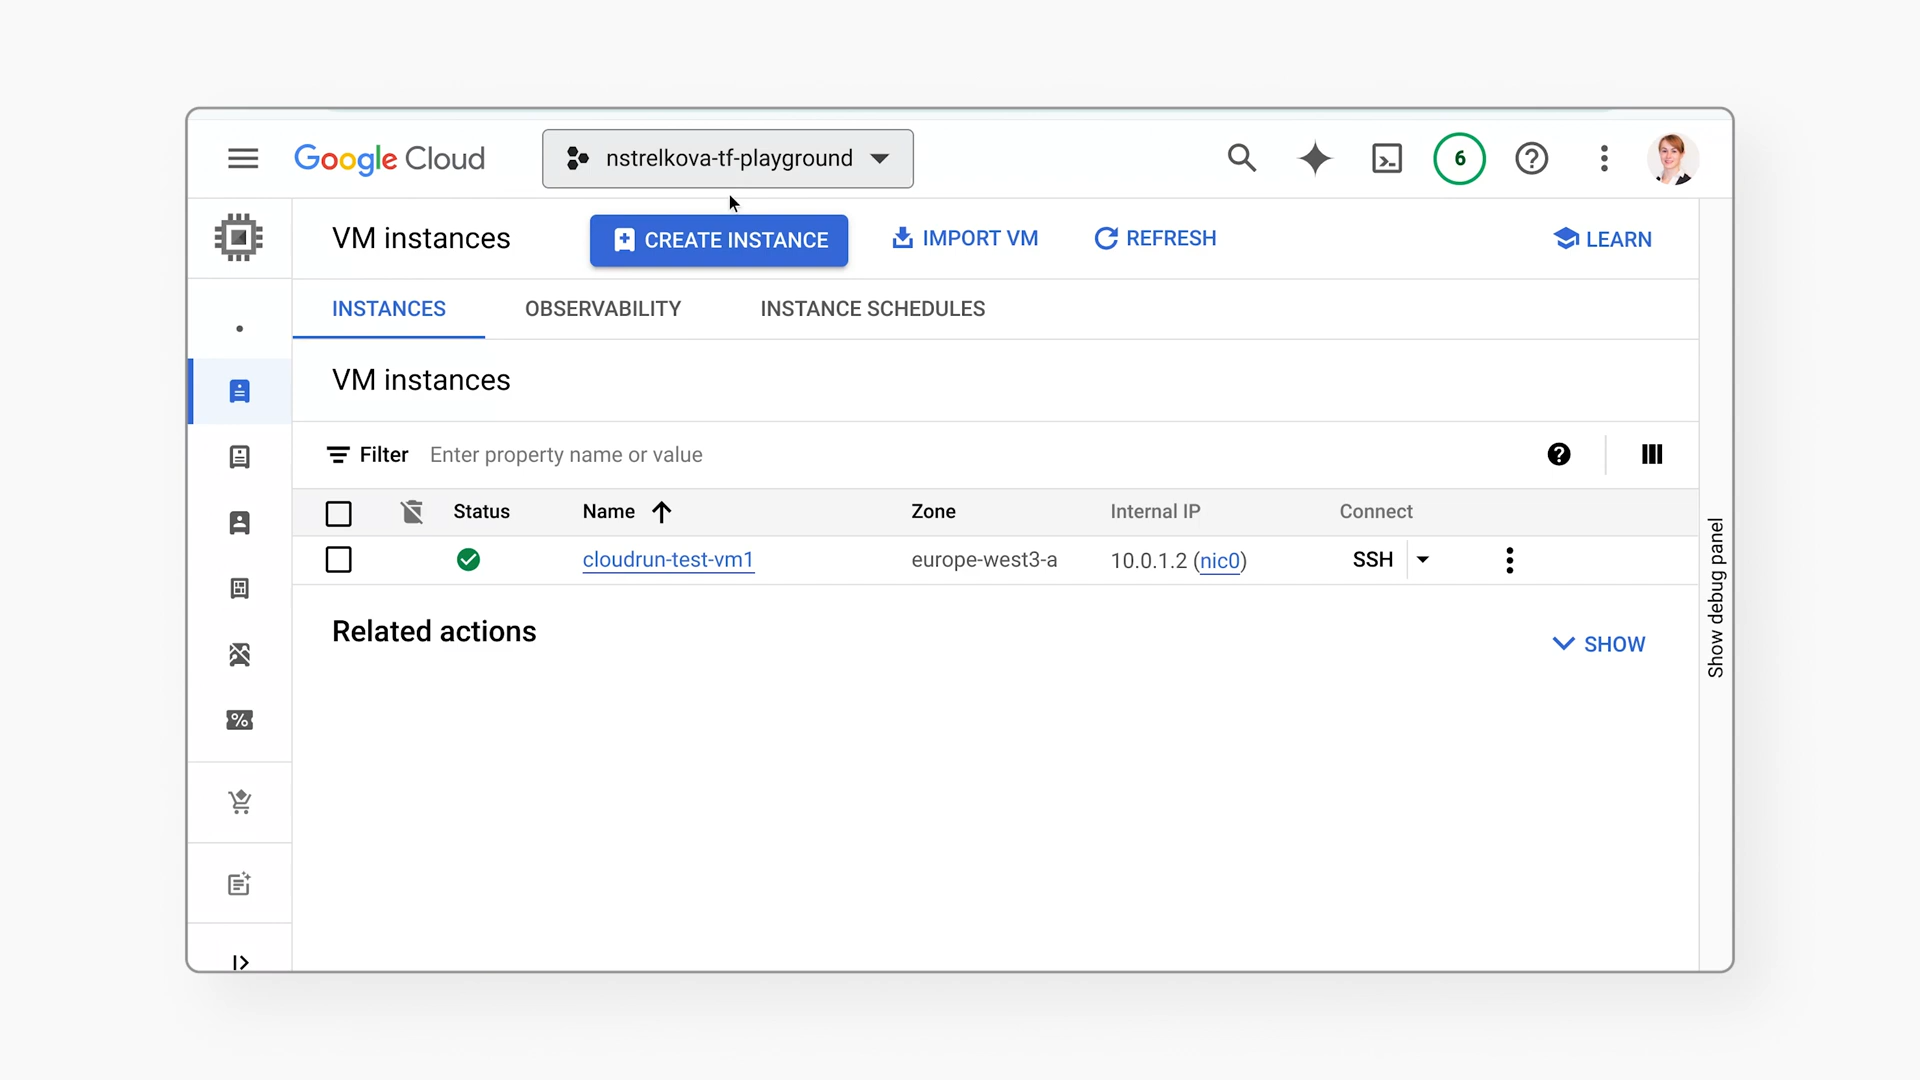 Google Cloud
nstrelkova-tf-playground
6
VM instances
CREATE INSTANCE
IMPORT VM
REFRESH
LEARN
INSTANCES
OBSERVABILITY
INSTANCE SCHEDULES
VM instances
Filter Enter property name or value
Status Name Zone Internal IP Connect
cloudrun-test-vm1 europe-west3-a 10.0.1.2 (nic0) SSH
Related actions
SHOW
Show debug panel